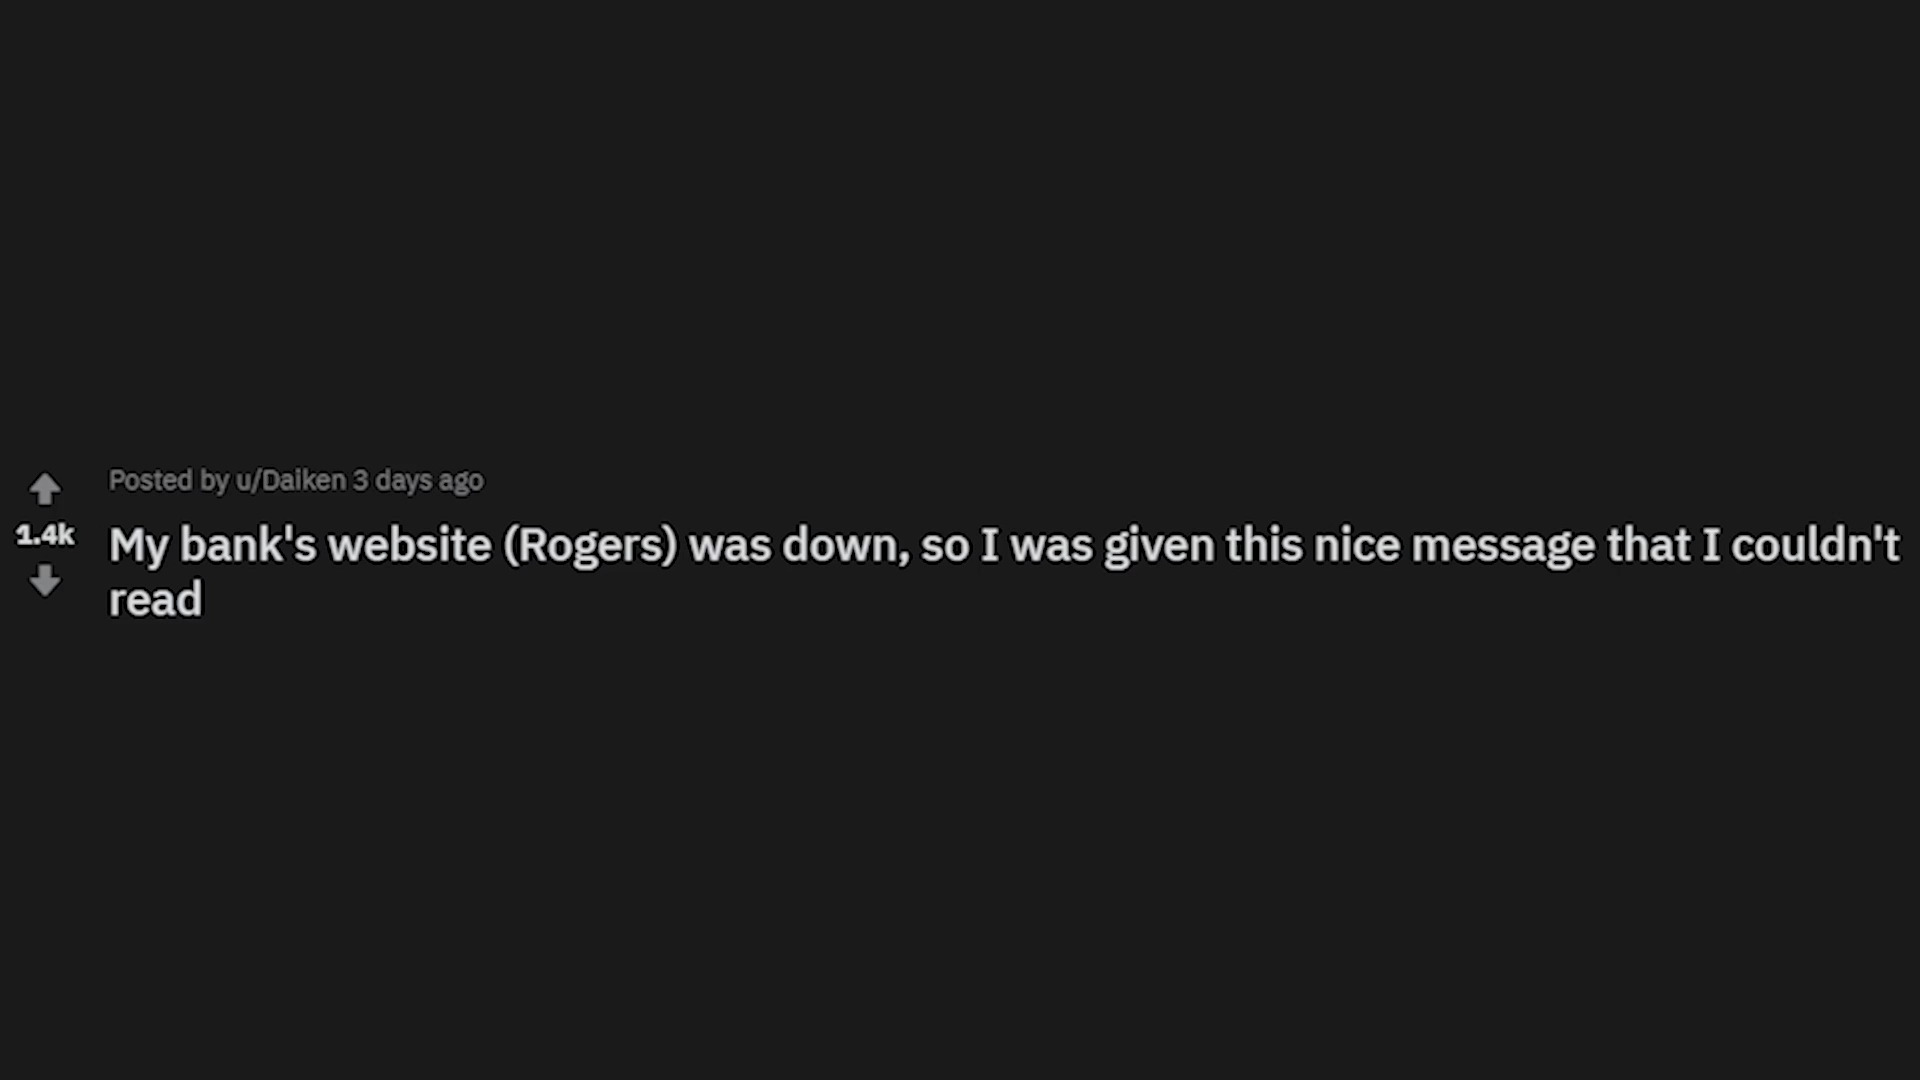 Posted by u/Daiken 3 days ago
1.4k
My bank's website (Rogers) was down, so I was given this nice message that I couldn't
read